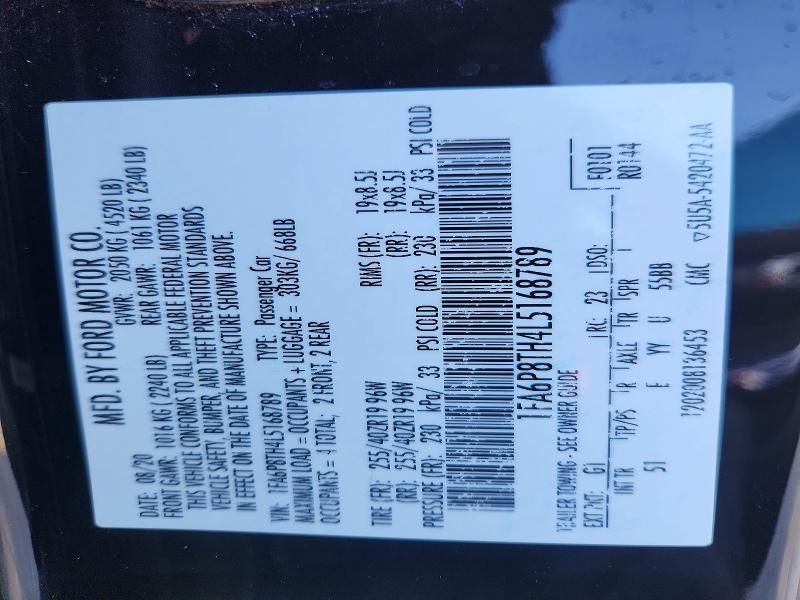 MFD. BY FORD MOTOR CO.
DATE: 08/20 GVWR: 2050 KG ( 4520 LB)
FRONT GAWR: 1016 KG ( 2240 LB) REAR GAWR: 1061 KG ( 2340 LB)
THIS VEHICLE CONFORMS TO ALL APPLICABLE FEDERAL MOTOR
VEHICLE SAFETY, BUMPER, AND THEFT PREVENTION STANDARDS
IN EFFECT ON THE DATE OF MANUFACTURE SHOWN ABOVE.
VIN: 1FA6P8TH4L5168789 TYPE: Passenger Car
MAXIMUM LOAD = OCCUPANTS + LUGGAGE = 303KG/ 668LB
OCCUPANTS = 4 TOTAL; 2 FRONT, 2 REAR
TIRE (FR): 255/40ZR19 96W RIMS (FR): 19x8.5J
(RR): 255/40ZR19 96W (RR): 19x8.5J
PRESSURE (FR): 230 kPa/ 33 PSI COLD (RR): 230 kPa/ 33 PSI COLD
1FA6P8TH4L5168789
TRAILER TOWING - SEE OWNER GUIDE F0101
EXT PNT: G1 RC: 23 DSO: R0144
INT TR TP/PS R AXLE TR SPR
51 E YY U 55BB
12020908136453 CMC ▽5U5A-5420472-AA